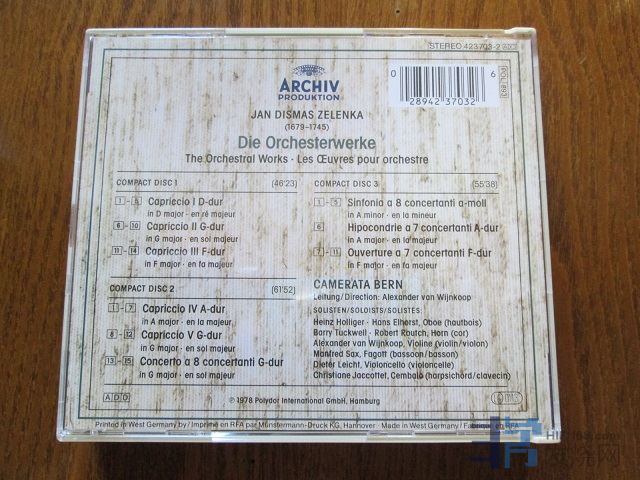 STEREO 423 703-2
ARCHIV
PRODUKTION
0 28942 37032 6
JAN DISMAS ZELENKA
(1679-1745)
Die Orchesterwerke
The Orchestral Works · Les Œuvres pour orchestre
COMPACT DISC 1 [46'23]
1 - 5 Capriccio I D-dur
in D major · en ré majeur
6 - 10 Capriccio II G-dur
in G major · en sol majeur
11 - 14 Capriccio III F-dur
in F major · en fa majeur
COMPACT DISC 2 [61'52]
1 - 7 Capriccio IV A-dur
in A major · en la majeur
8 - 12 Capriccio V G-dur
in G major · en sol majeur
13 - 15 Concerto a 8 concertanti G-dur
in G major · en sol majeur
COMPACT DISC 3 [55'38]
1 - 5 Sinfonia a 8 concertanti a-moll
in A minor · en la mineur
6 Hipocondrie a 7 concertanti A-dur
in A major · en la majeur
7 - 11 Ouverture a 7 concertanti F-dur
in F major · en fa majeur
CAMERATA BERN
Leitung/Direction: Alexander van Wijnkoop
SOLISTEN/SOLOISTS/SOLISTES:
Heinz Holliger · Hans Elhorst, Oboe (hautbois)
Barry Tuckwell · Robert Routch, Horn (cor)
Alexander van Wijnkoop, Violine (violin/violon)
Manfred Sax, Fagott (bassoon/basson)
Dieter Leicht, Violoncello (violoncelle)
Christiane Jaccottet, Cembalo (harpsichord/clavecin)
ADD
℗ 1978 Polydor International GmbH, Hamburg
Printed in West Germany by / Imprimé en RFA par Münstermann-Druck KG, Hannover · Made in West Germany / Fabriqué en RFA